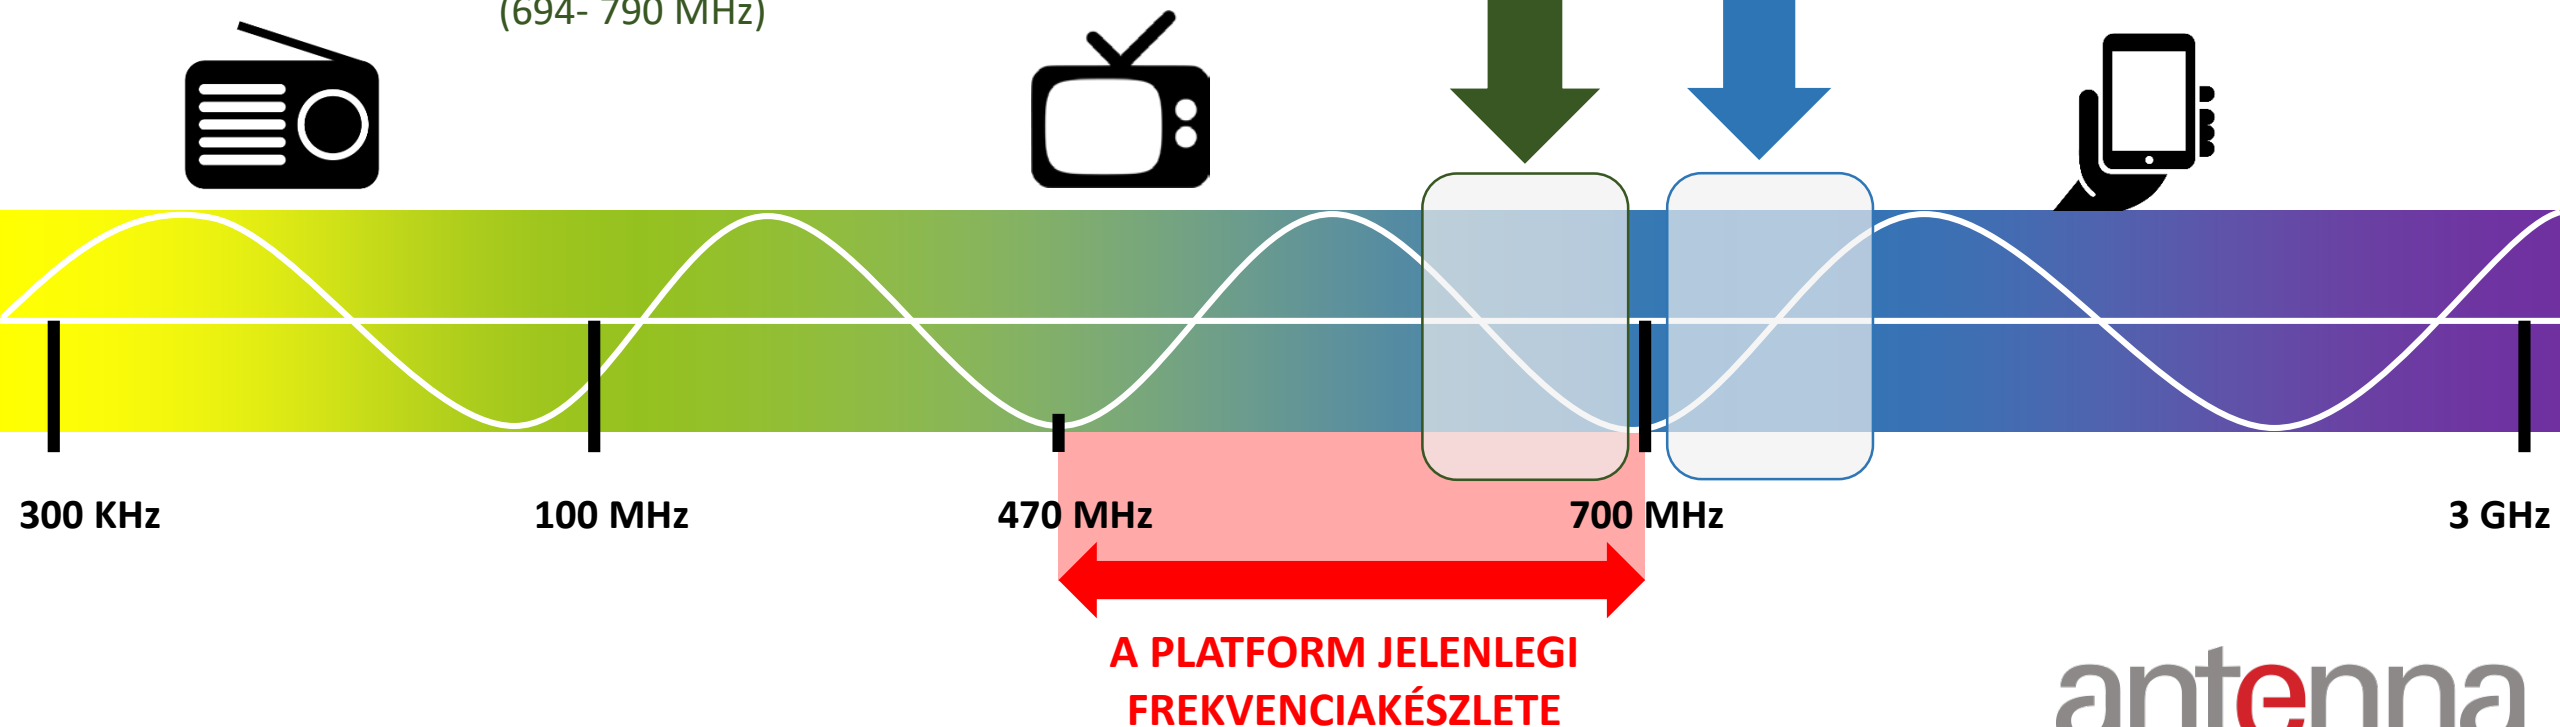 (694- 790 MHz)
300 KHz
100 MHz
470 MHz
700 MHz
3 GHz
A PLATFORM JELENLEGI
FREKVENCIAKÉSZLETE
antenna